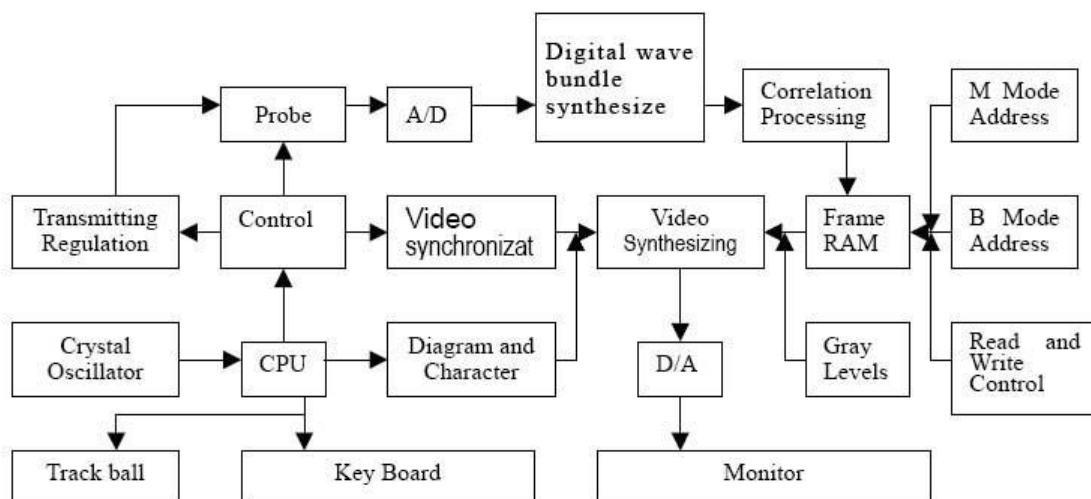 Digital wave
bundle
synthesize
Probe
A/D
Correlation
Processing
M Mode
Address
Transmitting
Regulation
Control
Video
synchronizat
Video
Synthesizing
Frame
RAM
B Mode
Address
Crystal
Oscillator
CPU
Diagram and
Character
D/A
Gray
Levels
Read and
Write
Control
Track ball
Key Board
Monitor